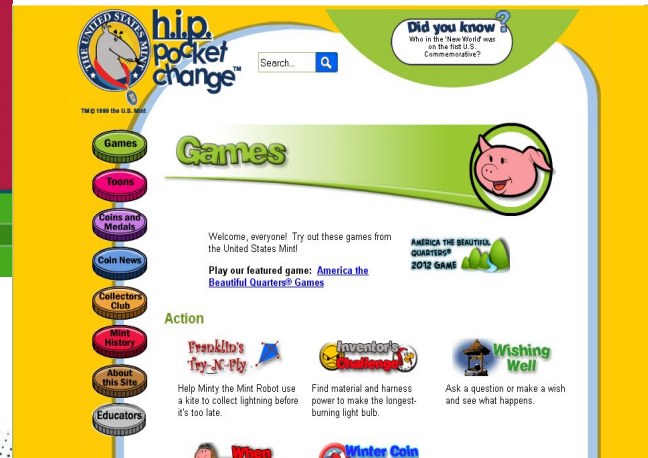 THE UNITED STATES MINT
h.i.p.
pocket
change™
TM © 1999 the U.S. Mint
Search...
Did you know ?
Who in the 'New World' was
on the fist U.S.
Commemorative?
Games
Toons
Coins and
Medals
Coin News
Collectors
Club
Mint
History
About
this Site
Educators
Games
Welcome, everyone! Try out these games from
the United States Mint!
Play our featured game: America the
Beautiful Quarters® Games
AMERICA THE BEAUTIFUL
QUARTERS®
2012 GAME
Action
Franklin's
Try-N-Fly
Help Minty the Mint Robot use
a kite to collect lightning before
it's too late.
Inventor's
Challenge
Find material and harness
power to make the longest-
burning light bulb.
Wishing
Well
Ask a question or make a wish
and see what happens.
When
Winter Coin